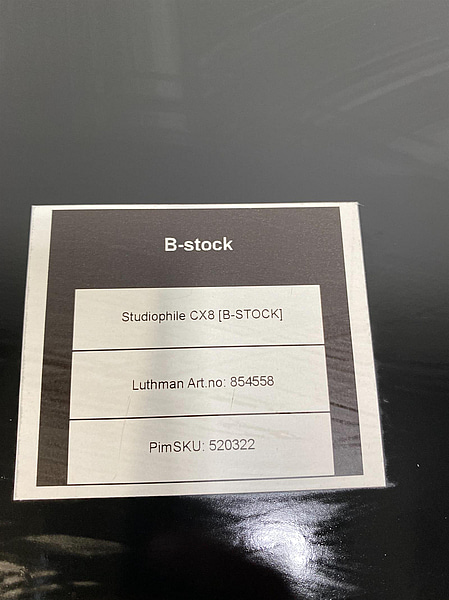 B-stock
Studiophile CX8 [B-STOCK]
Luthman Art.no: 854558
PimSKU: 520322